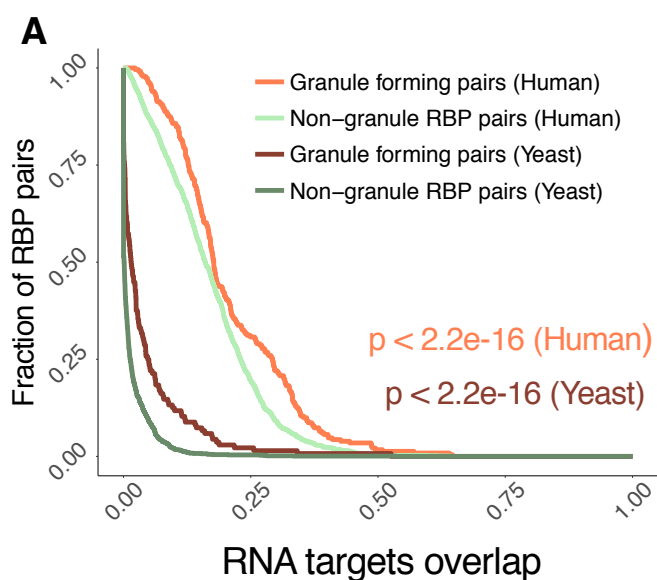 A
Granule forming pairs (Human)
Non−granule RBP pairs (Human)
Granule forming pairs (Yeast)
Non−granule RBP pairs (Yeast)
p < 2.2e-16 (Human)
p < 2.2e-16 (Yeast)
Fraction of RBP pairs
1.00
0.75
0.50
0.25
0.00
0.00
0.25
0.50
0.75
1.00
RNA targets overlap